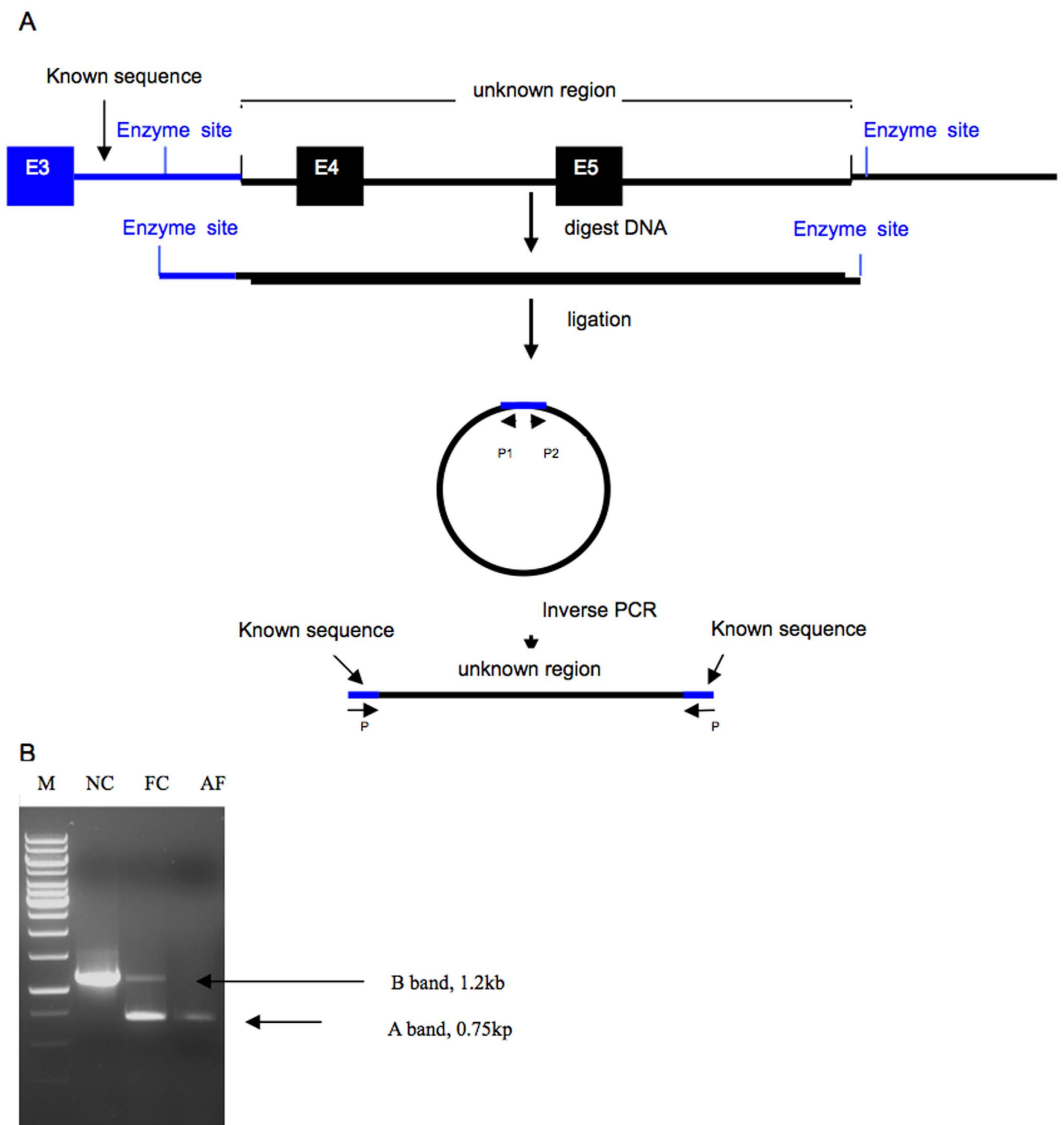 A
Known sequence
unknown region
Enzyme site
Enzyme site
E3
E4
E5
digest DNA
Enzyme site
Enzyme site
ligation
P1
P2
Inverse PCR
Known sequence
Known sequence
unknown region
P
P
B
M NC FC AF
B band, 1.2kb
A band, 0.75kp